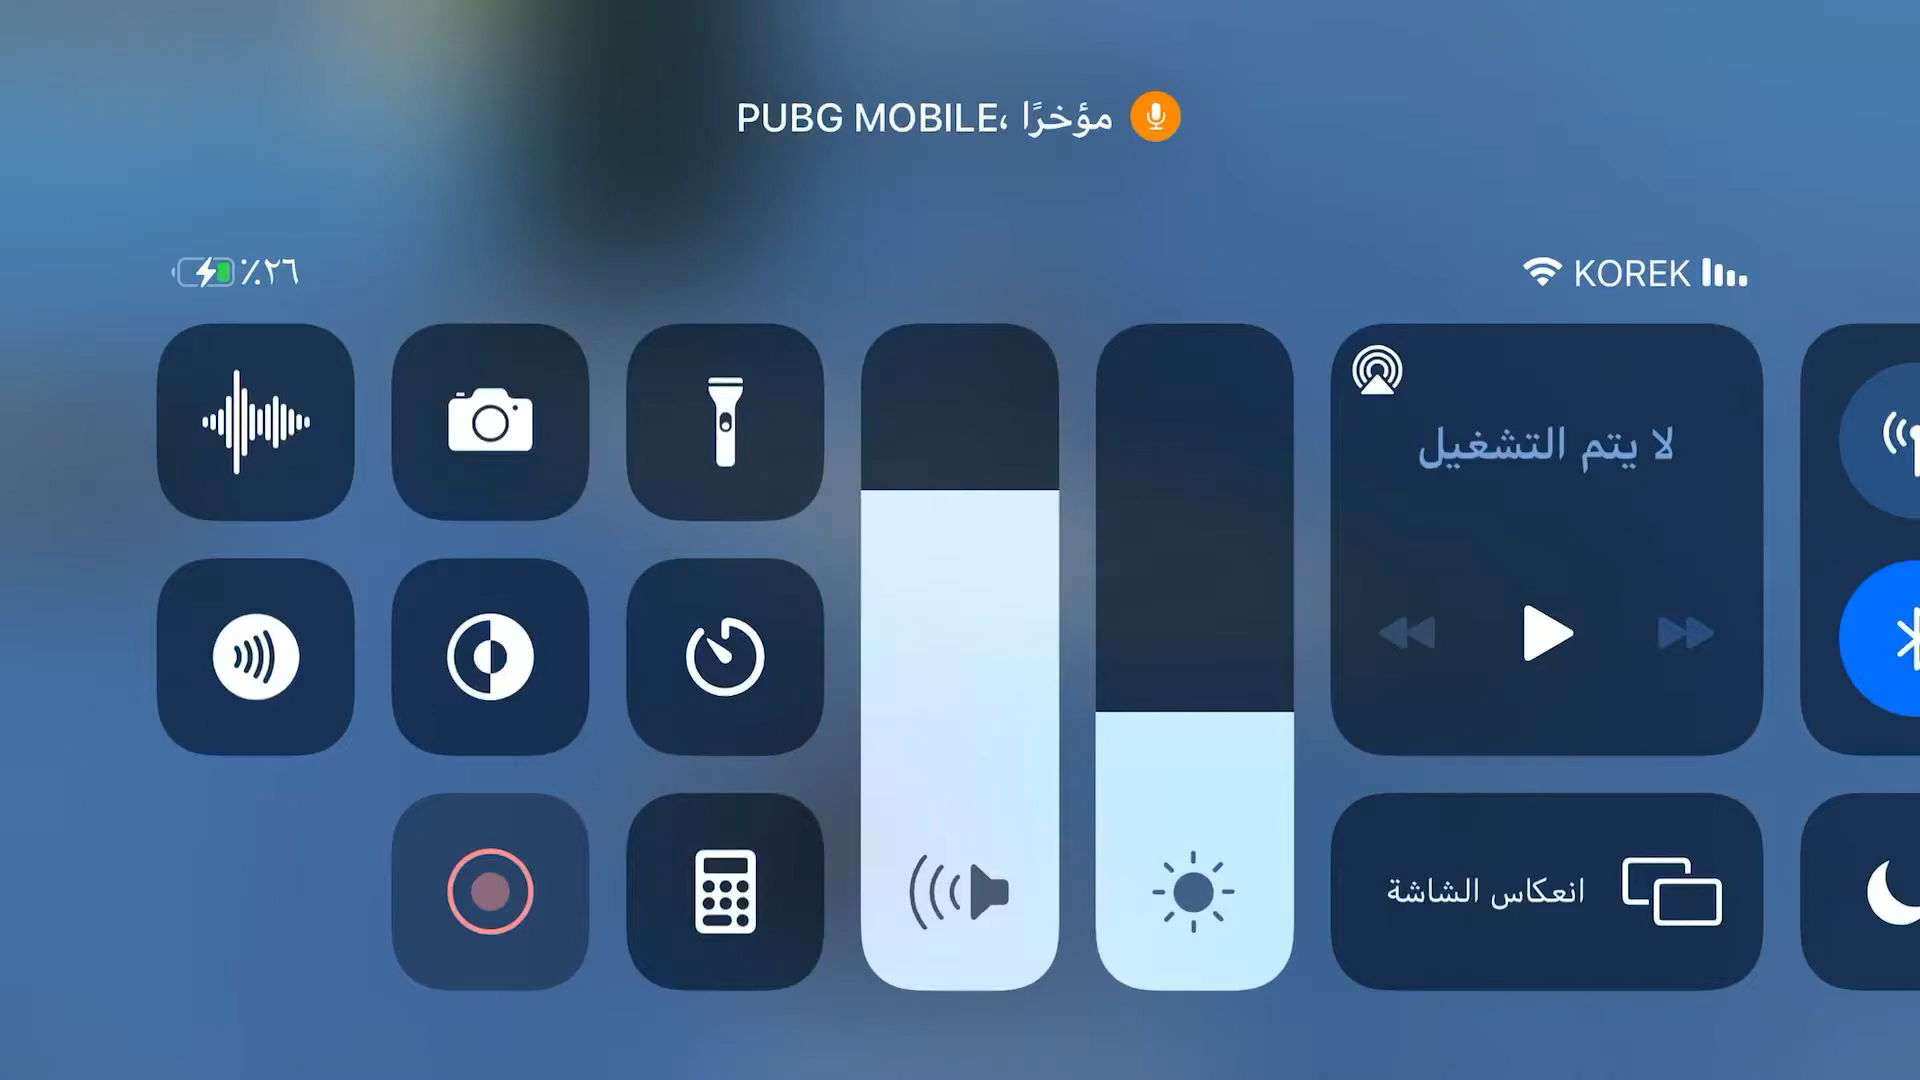 PUBG MOBILE، مؤخرًا
KOREK
٪٢٦
لا يتم التشغيل
انعكاس الشاشة